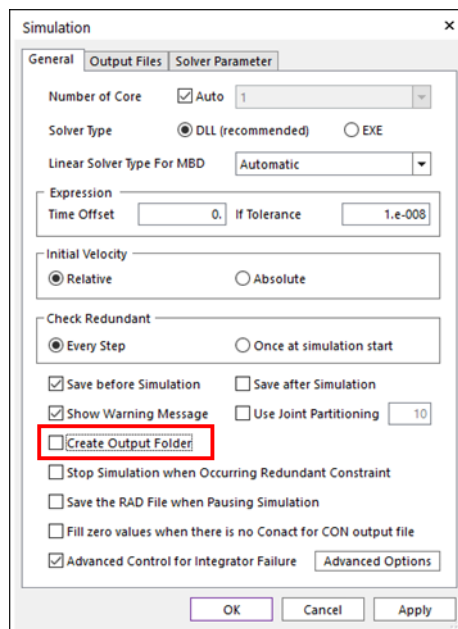 Simulation
General Output Files Solver Parameter
Number of Core Auto 1
Solver Type DLL (recommended) EXE
Linear Solver Type For MBD Automatic
Expression
Time Offset 0. If Tolerance 1.e-008
Initial Velocity
Relative Absolute
Check Redundant
Every Step Once at simulation start
Save before Simulation Save after Simulation
Show Warning Message Use Joint Partitioning 10
Create Output Folder
Stop Simulation when Occurring Redundant Constraint
Save the RAD File when Pausing Simulation
Fill zero values when there is no Conact for CON output file
Advanced Control for Integrator Failure Advanced Options
OK Cancel Apply